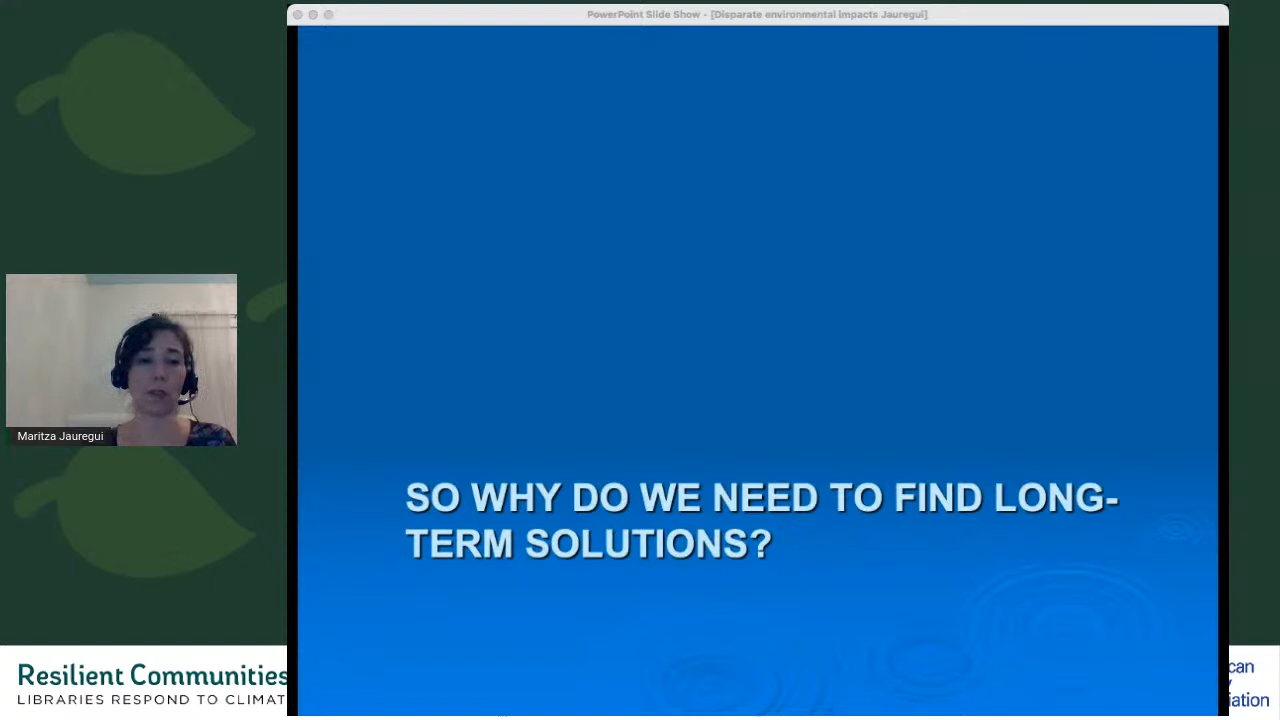 PowerPoint Slide Show - [Disparate environmental impacts Jauregui]
SO WHY DO WE NEED TO FIND LONG-
TERM SOLUTIONS?
Maritza Jauregui
Resilient Communities
LIBRARIES RESPOND TO CLIMAT
can
y
iation